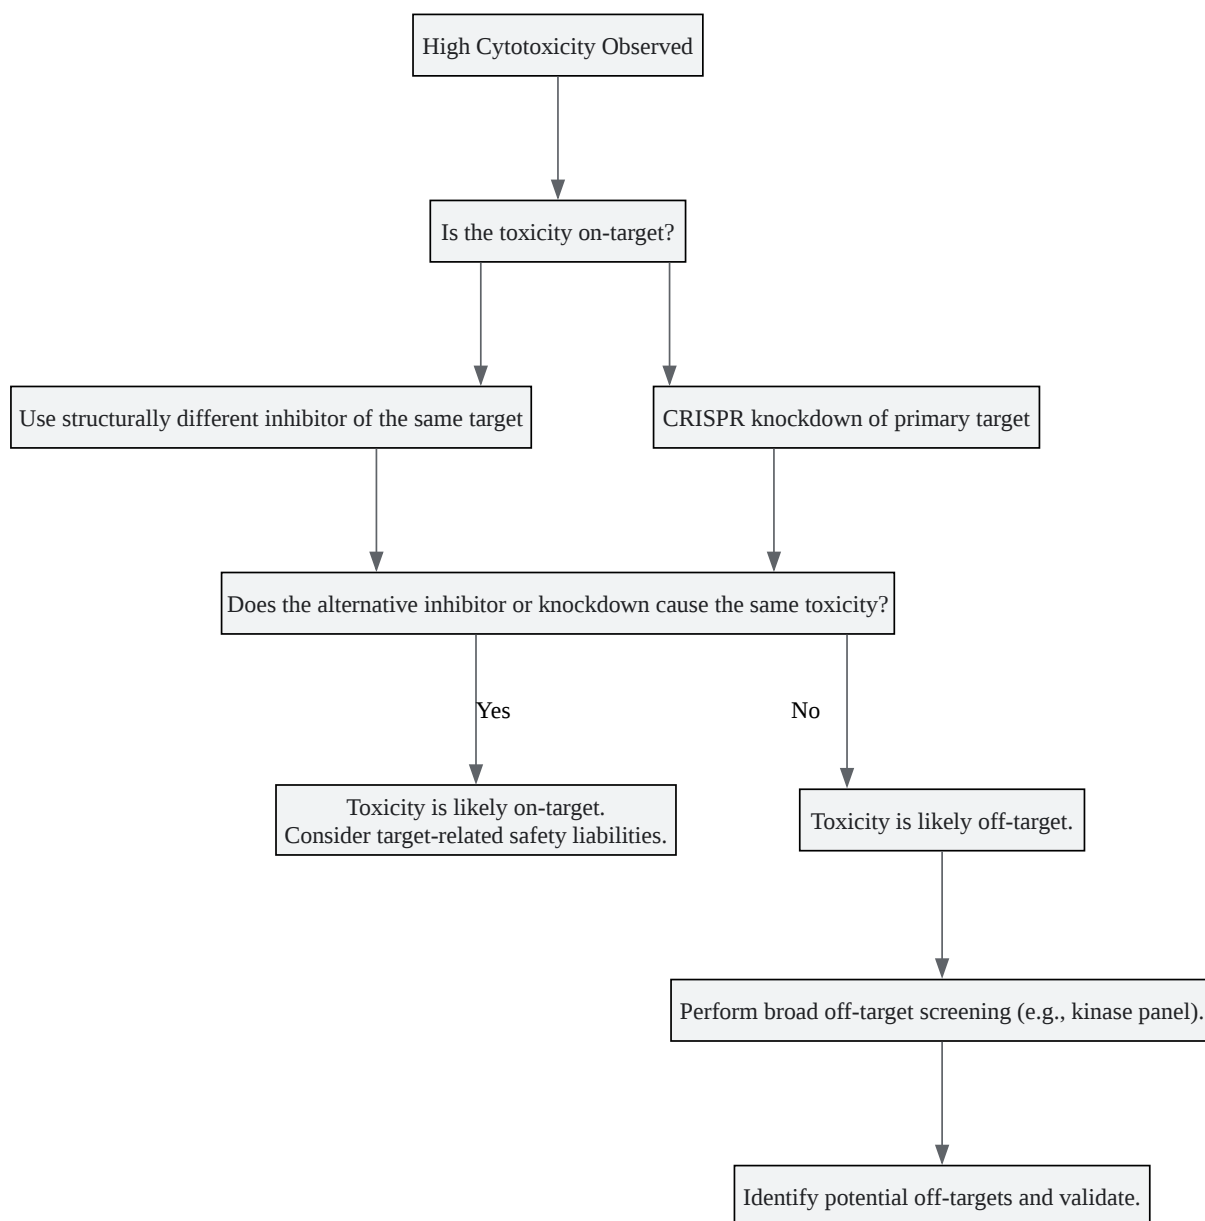 High Cytotoxicity Observed
Is the toxicity on-target?
Use structurally different inhibitor of the same target
CRISPR knockdown of primary target
Does the alternative inhibitor or knockdown cause the same toxicity?
Yes
No
Toxicity is likely on-target.
Consider target-related safety liabilities.
Toxicity is likely off-target.
Perform broad off-target screening (e.g., kinase panel).
Identify potential off-targets and validate.